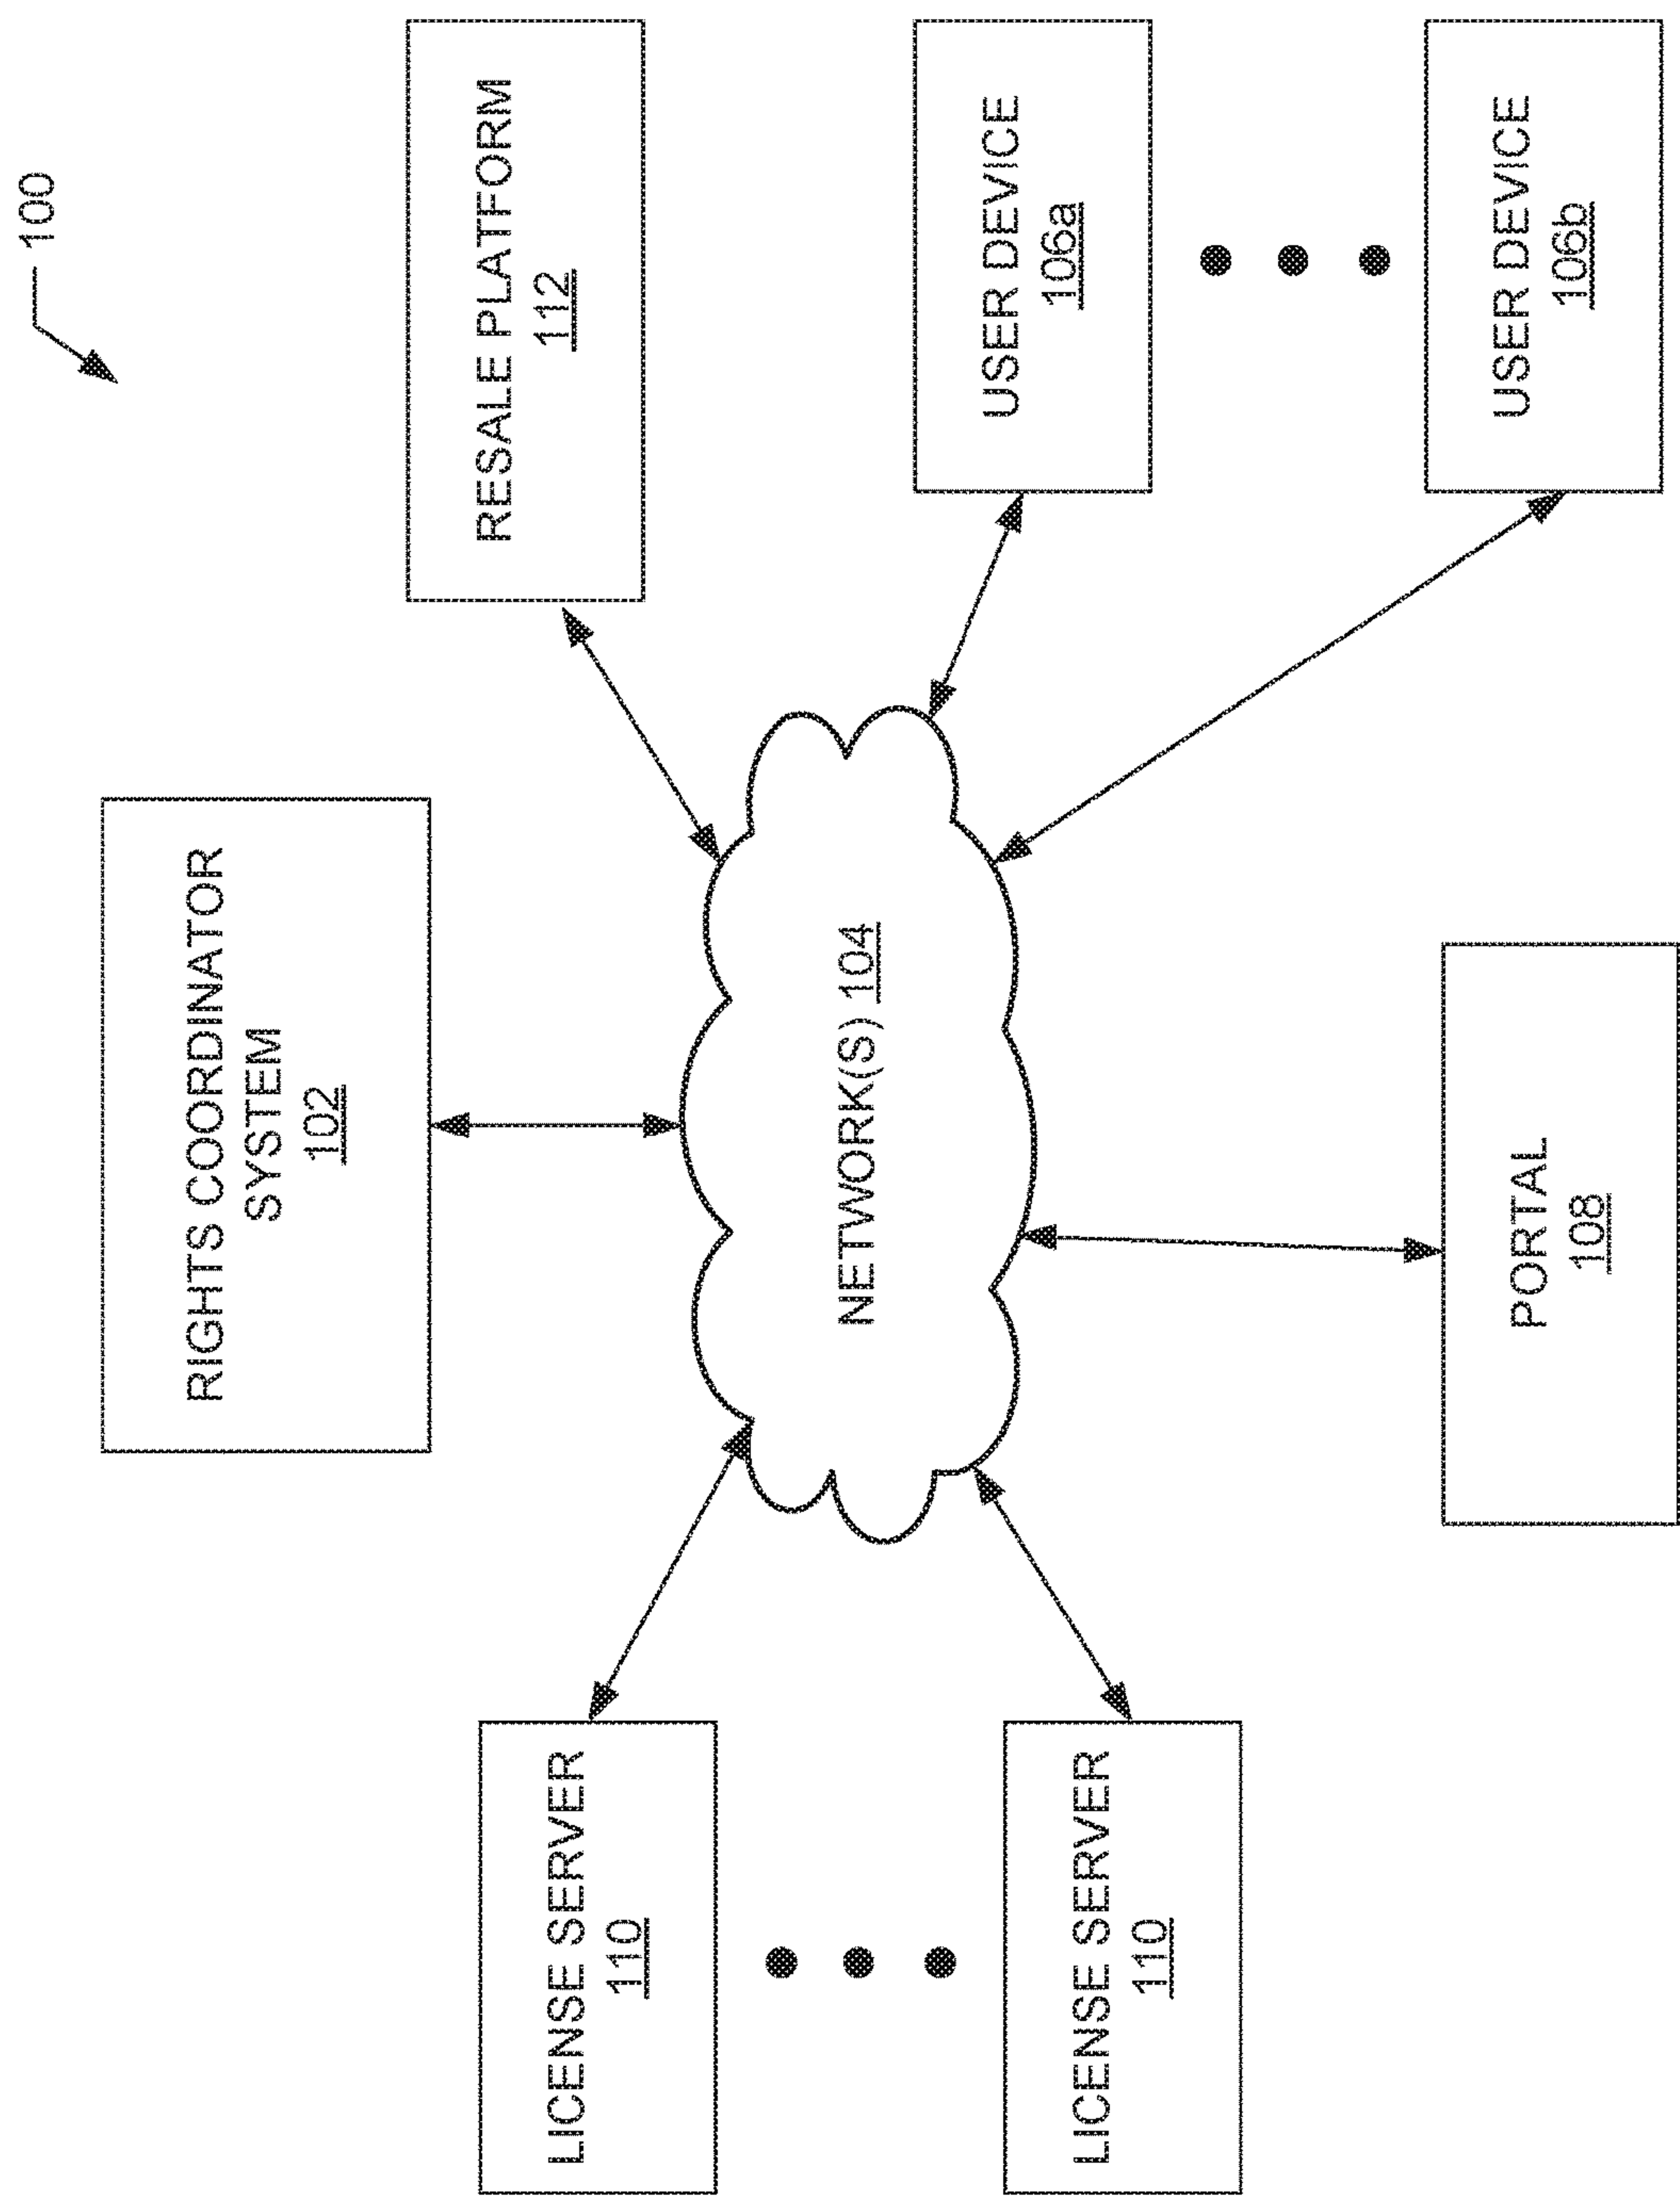 100
RIGHTS COORDINATOR
SYSTEM
102
RESALE PLATFORM
112
LICENSE SERVER
110
NETWORK(S) 104
USER DEVICE
106a
LICENSE SERVER
110
PORTAL
108
USER DEVICE
106b